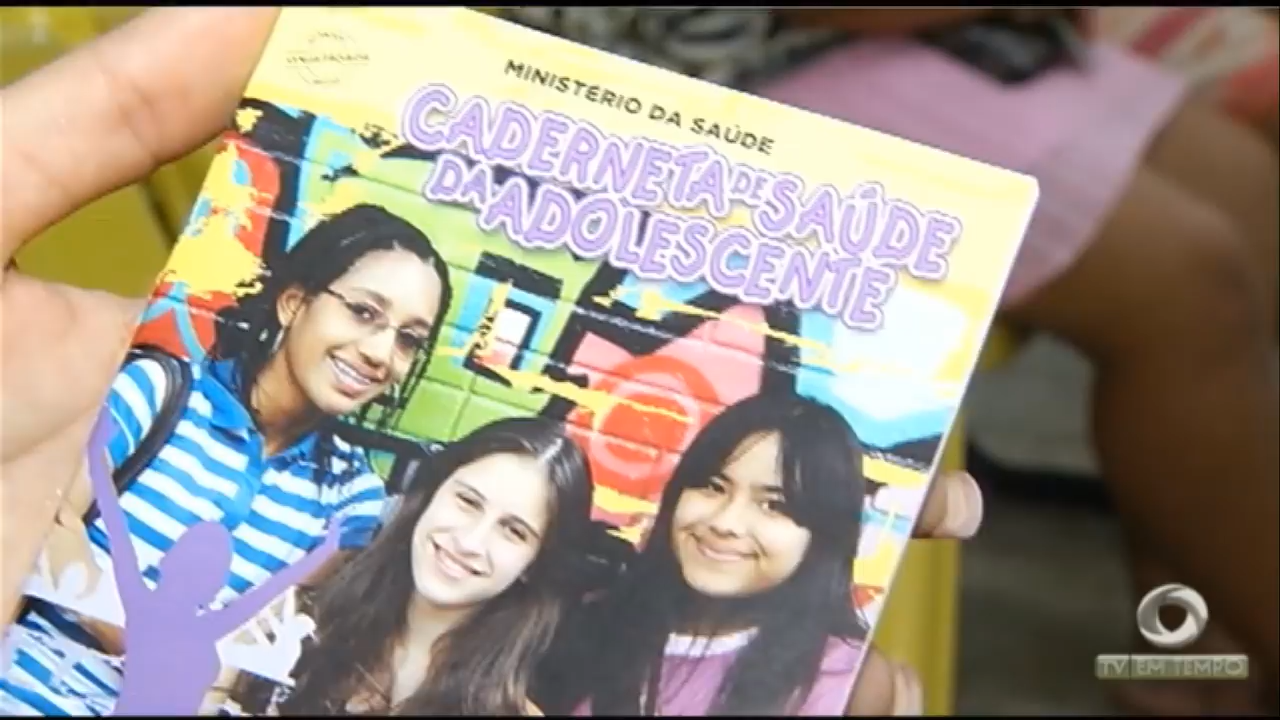 MINISTÉRIO DA SAÚDE
CADERNETA DE SAÚDE
DA ADOLESCENTE
TV EM TEMPO